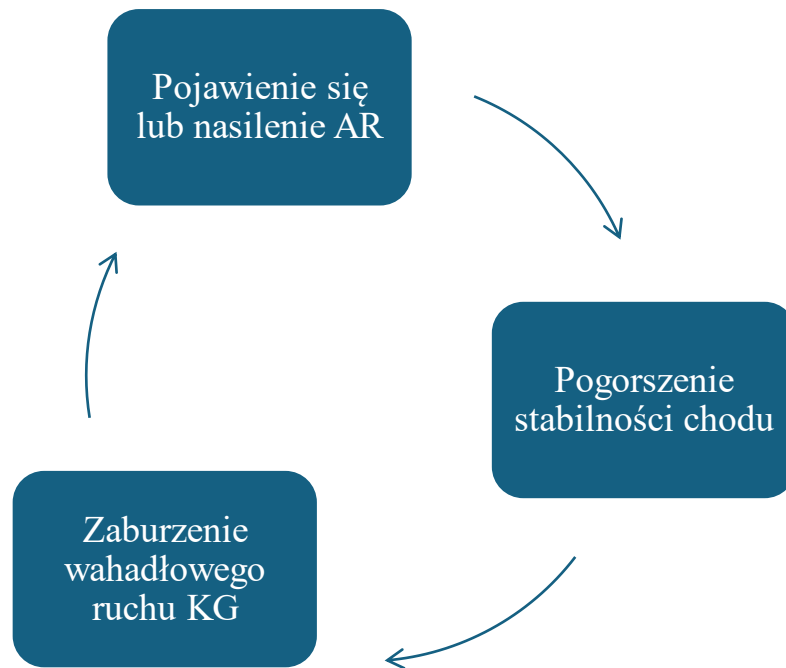 Pojawienie się
lub nasilenie AR
Pogorszenie
stabilności chodu
Zaburzenie
wahadłowego
ruchu KG